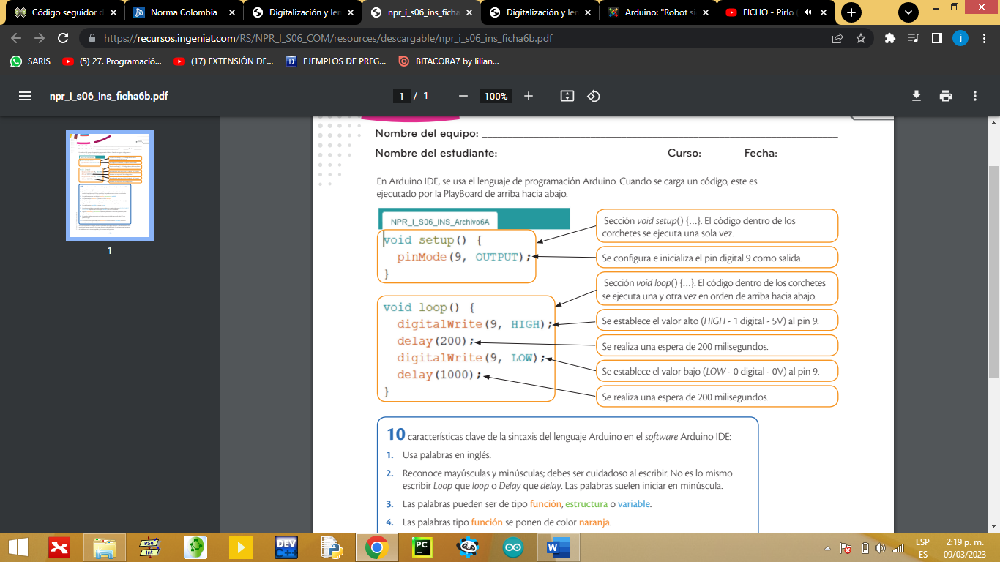 Código seguidor d
Norma Colombia
Digitalización y ler
npr_i_s06_ins_ficha
Digitalización y ler
Arduino: "Robot si
FICHO - Pirlo (
https://recursos.ingeniat.com/RS/NPR_I_S06_COM/resources/descargable/npr_i_s06_ins_ficha6b.pdf
j
SARIS
(5) 27. Programació...
(17) EXTENSIÓN DE...
EJEMPLOS DE PREG...
BITACORA7 by lilian...
npr_i_s06_ins_ficha6b.pdf
1 / 1
100%
1
Nombre del equipo:
Nombre del estudiante: Curso: Fecha:
En Arduino IDE, se usa el lenguaje de programación Arduino. Cuando se carga un código, este es
ejecutado por la PlayBoard de arriba hacia abajo.
NPR_I_S06_INS_Archivo6A
void setup() {
pinMode(9, OUTPUT);
}
void loop() {
digitalWrite(9, HIGH);
delay(200);
digitalWrite(9, LOW);
delay(1000);
}
Sección void setup() {...}. El código dentro de los
corchetes se ejecuta una sola vez.
Se configura e inicializa el pin digital 9 como salida.
Sección void loop() {...}. El código dentro de los corchetes
se ejecuta una y otra vez en orden de arriba hacia abajo.
Se establece el valor alto (HIGH - 1 digital - 5V) al pin 9.
Se realiza una espera de 200 milisegundos.
Se establece el valor bajo (LOW - 0 digital - 0V) al pin 9.
Se realiza una espera de 200 milisegundos.
10 características clave de la sintaxis del lenguaje Arduino en el software Arduino IDE:
1. Usa palabras en inglés.
2. Reconoce mayúsculas y minúsculas; debes ser cuidadoso al escribir. No es lo mismo
escribir Loop que loop o Delay que delay. Las palabras suelen iniciar en minúscula.
3. Las palabras pueden ser de tipo función, estructura o variable.
4. Las palabras tipo función se ponen de color naranja.
PSe
Int
DEV
C++
PC
W
ESP
ES
2:19 p. m.
09/03/2023